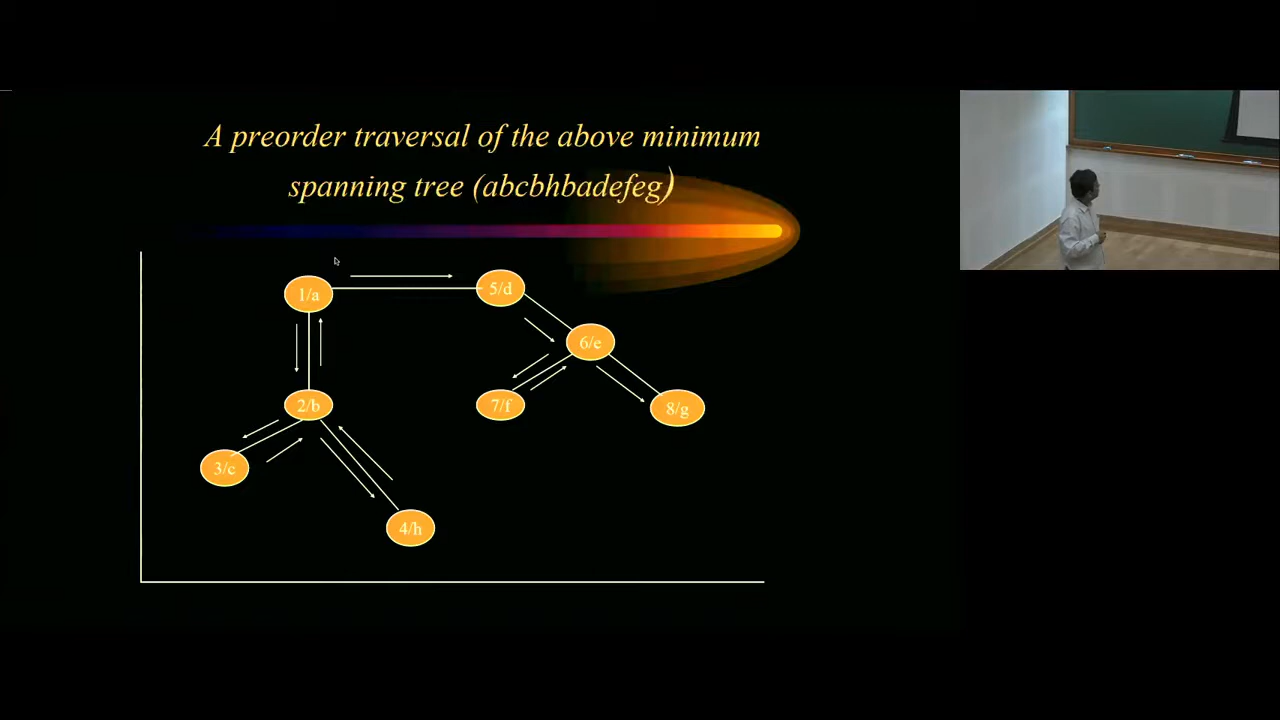 A preorder traversal of the above minimum
spanning tree (abcbhbadefeg)
1/a
5/d
6/e
2/b
7/f
8/g
3/c
4/h